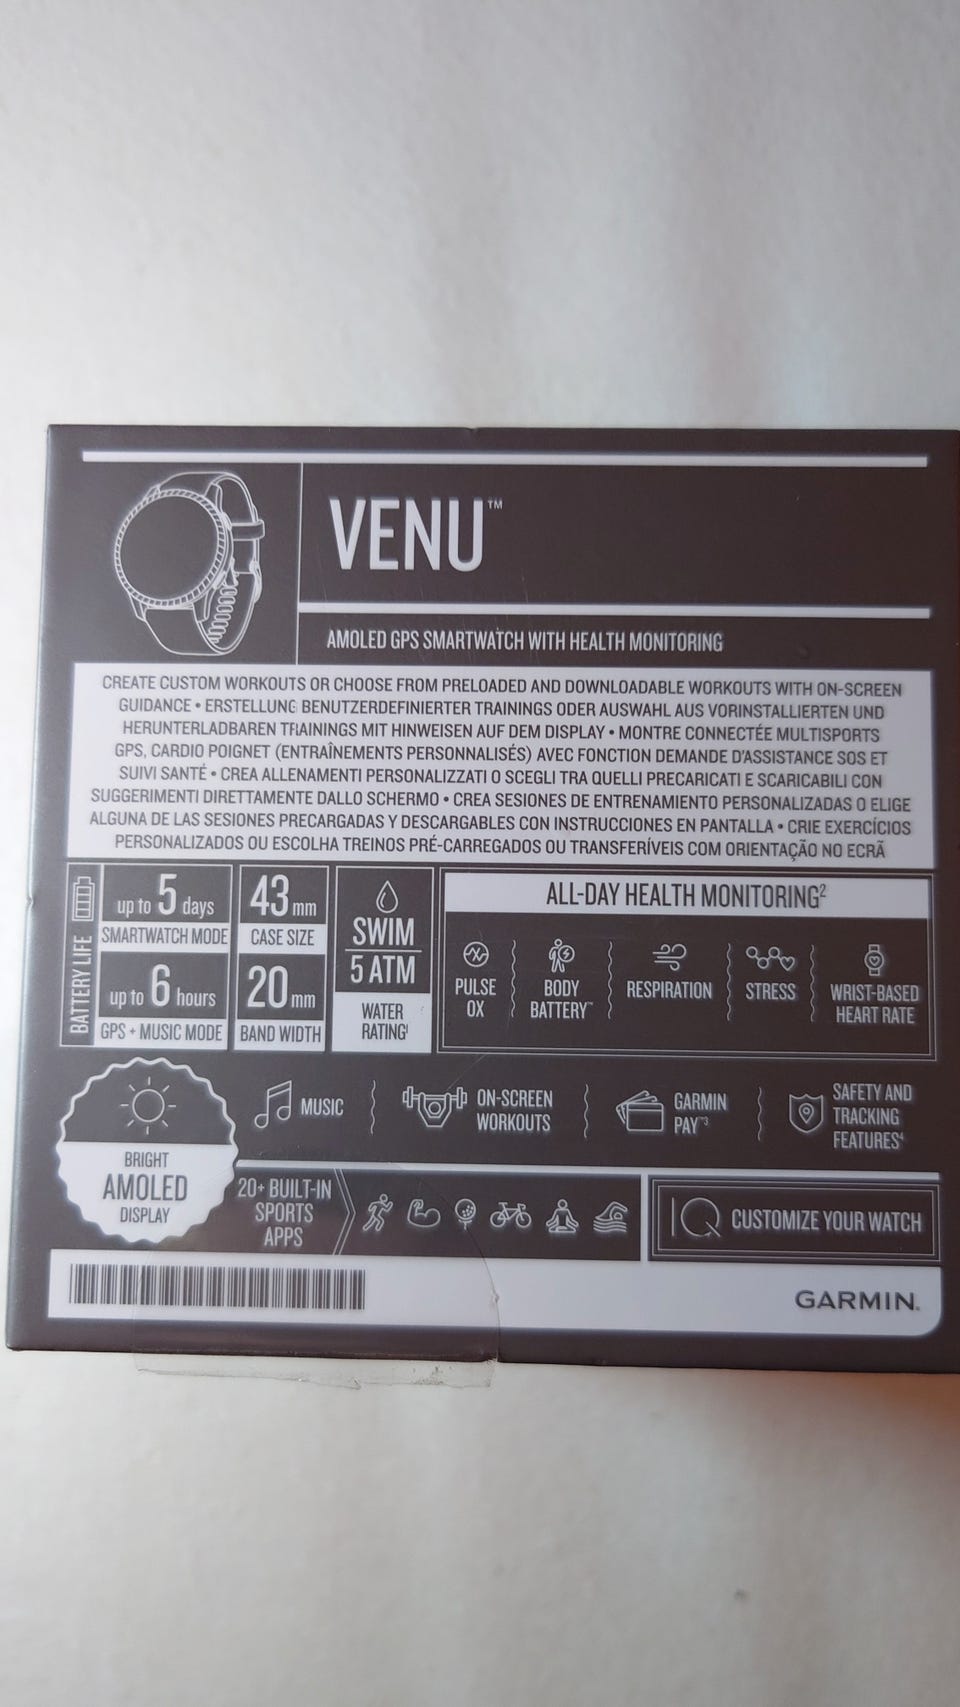 VENU™
AMOLED GPS SMARTWATCH WITH HEALTH MONITORING
CREATE CUSTOM WORKOUTS OR CHOOSE FROM PRELOADED AND DOWNLOADABLE WORKOUTS WITH ON-SCREEN
GUIDANCE • ERSTELLUNG BENUTZERDEFINIERTER TRAININGS ODER AUSWAHL AUS VORINSTALLIERTEN UND
HERUNTERLADBAREN TRAININGS MIT HINWEISEN AUF DEM DISPLAY • MONTRE CONNECTÉE MULTISPORTS
GPS, CARDIO POIGNET (ENTRAÎNEMENTS PERSONNALISÉS) AVEC FONCTION DEMANDE D'ASSISTANCE SOS ET
SUIVI SANTÉ • CREA ALLENAMENTI PERSONALIZZATI O SCEGLI TRA QUELLI PRECARICATI E SCARICABILI CON
SUGGERIMENTI DIRETTAMENTE DALLO SCHERMO • CREA SESIONES DE ENTRENAMIENTO PERSONALIZADAS O ELIGE
ALGUNA DE LAS SESIONES PRECARGADAS Y DESCARGABLES CON INSTRUCCIONES EN PANTALLA • CRIE EXERCÍCIOS
PERSONALIZADOS OU ESCOLHA TREINOS PRÉ-CARREGADOS OU TRANSFERÍVEIS COM ORIENTAÇÃO NO ECRÃ
BATTERY LIFE
up to 5 days
SMARTWATCH MODE
up to 6 hours
GPS + MUSIC MODE
43 mm
CASE SIZE
20 mm
BAND WIDTH
SWIM
5 ATM
WATER
RATING¹
ALL-DAY HEALTH MONITORING²
PULSE
OX
BODY
BATTERY™
RESPIRATION
STRESS
WRIST-BASED
HEART RATE
MUSIC
ON-SCREEN
WORKOUTS
GARMIN
PAY™³
SAFETY AND
TRACKING
FEATURES⁴
BRIGHT
AMOLED
DISPLAY
20+ BUILT-IN
SPORTS
APPS
IQ CUSTOMIZE YOUR WATCH
GARMIN.